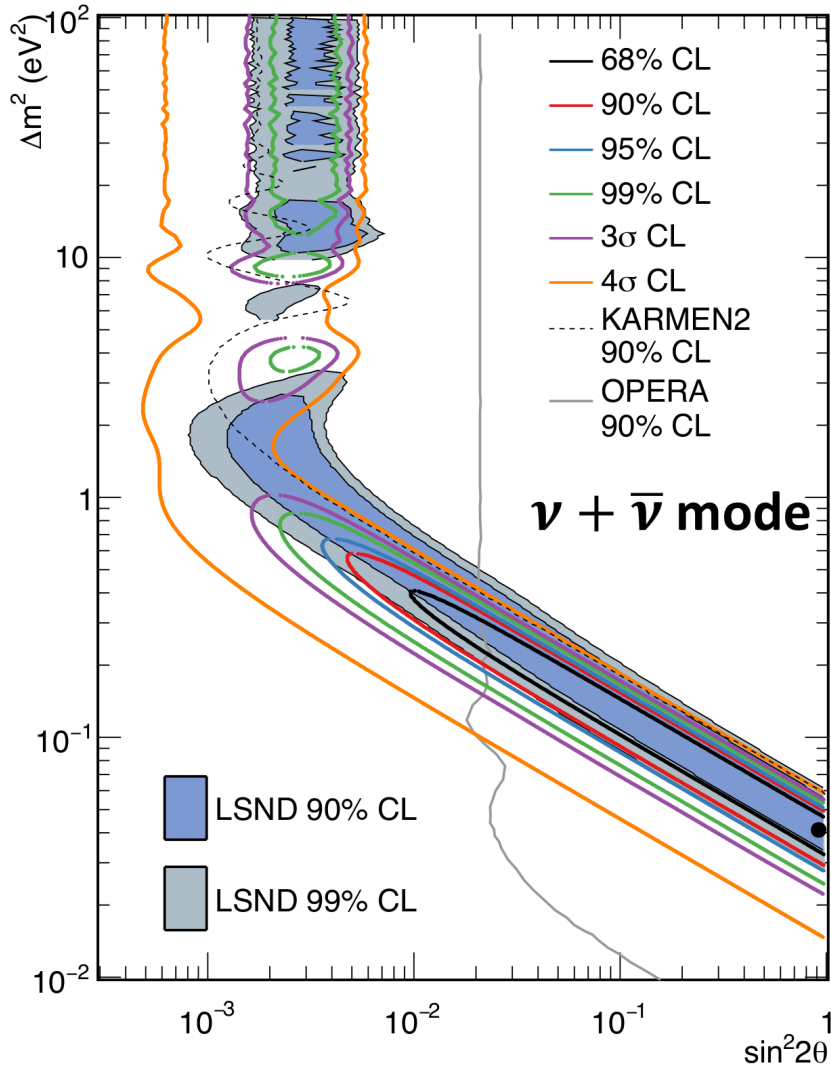 10²
Δm² (eV²)
10
1
10⁻¹
10⁻²
68% CL
90% CL
95% CL
99% CL
3σ CL
4σ CL
KARMEN2
90% CL
OPERA
90% CL
ν + ν̅ mode
LSND 90% CL
LSND 99% CL
10⁻³ 10⁻² 10⁻¹ 1
sin²2θ